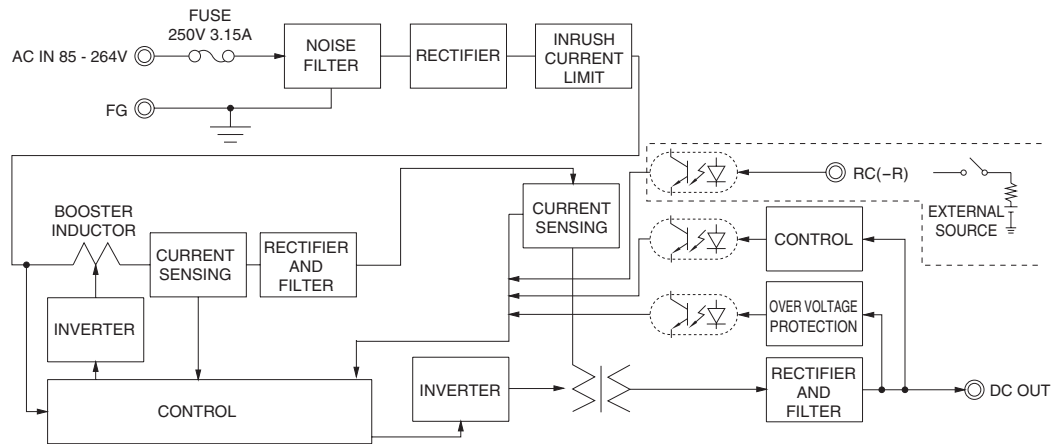 FUSE
250V 3.15A
AC IN 85 - 264V
NOISE
FILTER
RECTIFIER
INRUSH
CURRENT
LIMIT
FG
RC(−R)
EXTERNAL
SOURCE
BOOSTER
INDUCTOR
CURRENT
SENSING
RECTIFIER
AND
FILTER
CURRENT
SENSING
CONTROL
INVERTER
OVER VOLTAGE
PROTECTION
CONTROL
INVERTER
RECTIFIER
AND
FILTER
DC OUT